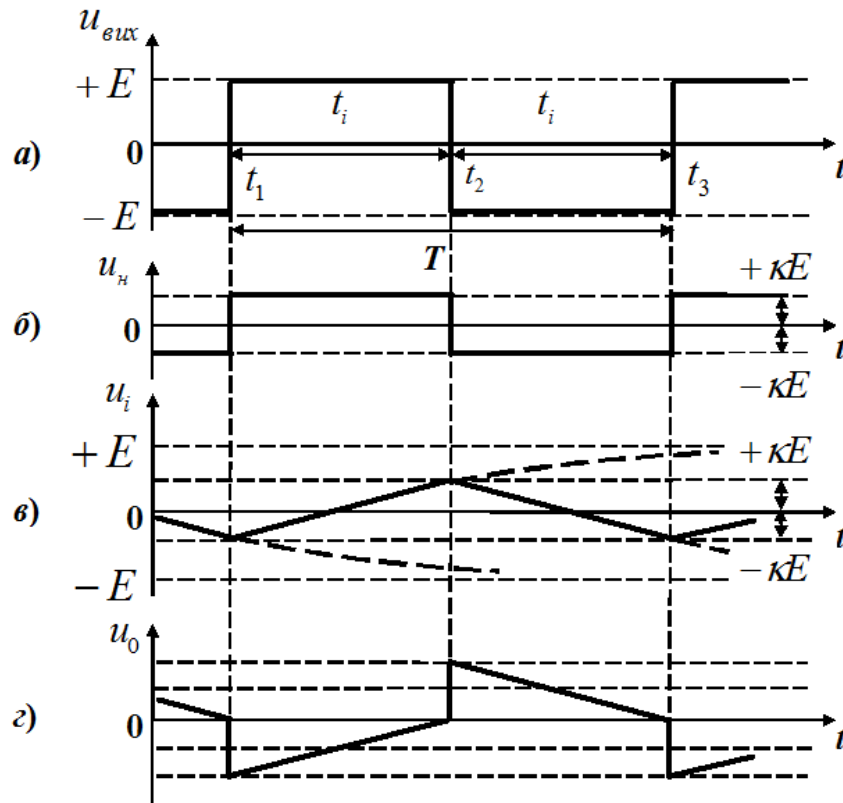 u_вих
+ E
t_i t_i
а) 0 t
t_1 t_2 t_3
− E
T
u_н + κE
б) 0
t
− κE
u_i
+ E + κE
в) 0
t
− E − κE
u_0
г) 0
t